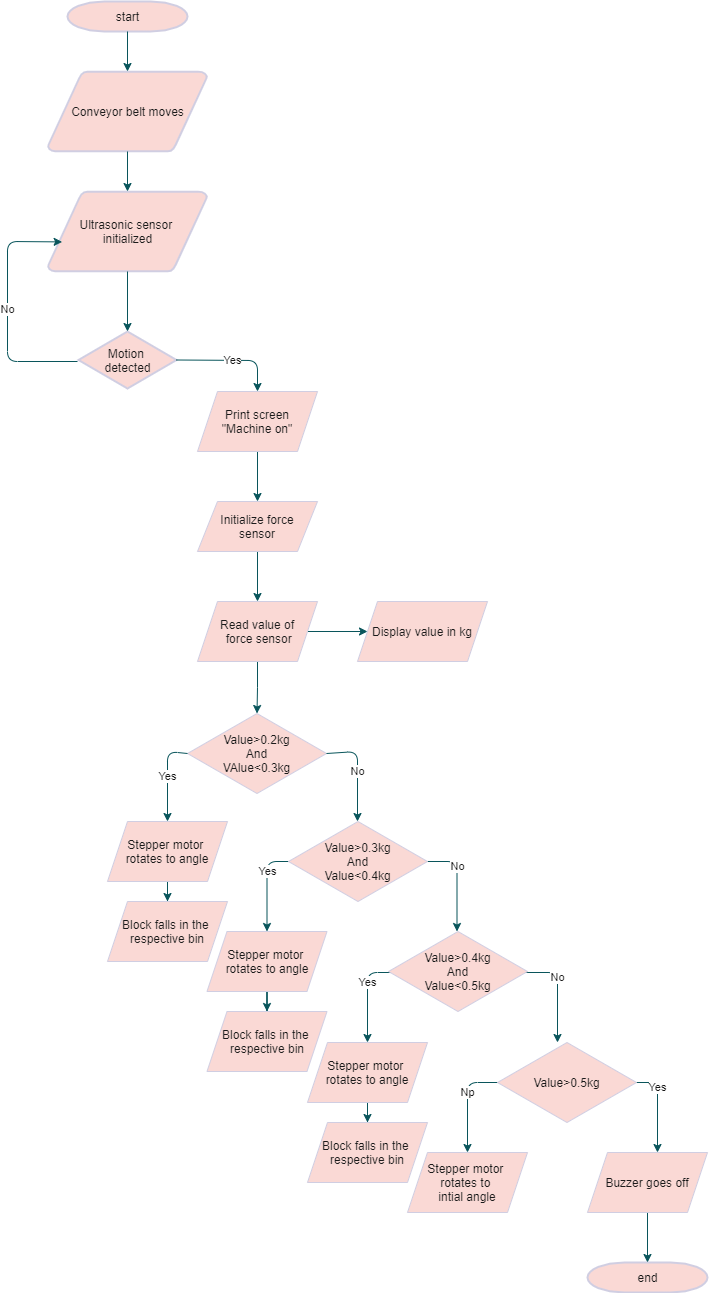 start
Conveyor belt moves
Ultrasonic sensor
initialized
No
Motion
detected
Yes
Print screen
"Machine on"
Initialize force
sensor
Read value of
force sensor
Display value in kg
Value>0.2kg
And
VAlue<0.3kg
Yes
No
Stepper motor
rotates to angle
Block falls in the
respective bin
Value>0.3kg
And
Value<0.4kg
Yes
No
Stepper motor
rotates to angle
Block falls in the
respective bin
Value>0.4kg
And
Value<0.5kg
Yes
No
Stepper motor
rotates to angle
Block falls in the
respective bin
Value>0.5kg
Np
Yes
Stepper motor
rotates to
intial angle
Buzzer goes off
end